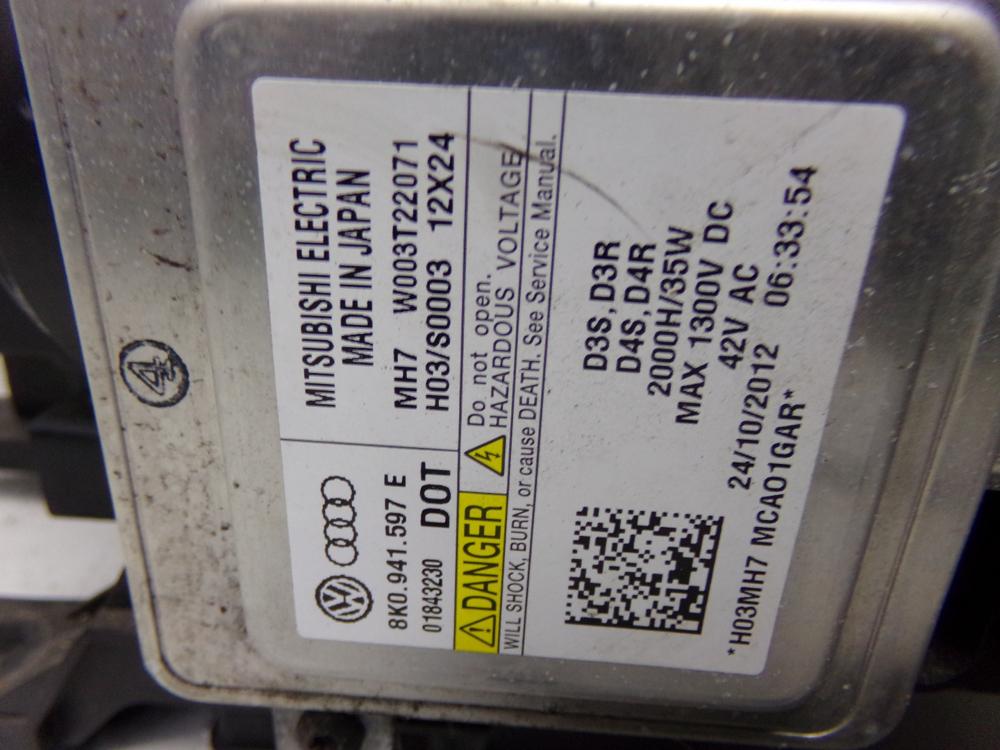 MITSUBISHI ELECTRIC
MADE IN JAPAN
8K0.941.597 E
MH7 W003T22071
01843230 DOT
H03/S0003 12X24
DANGER
Do not open.
HAZARDOUS VOLTAGE
WILL SHOCK, BURN, or cause DEATH. See Service Manual.
D3S,D3R
D4S,D4R
2000H/35W
MAX 1300V DC
42V AC
24/10/2012 06:33:54
*H03MH7 MCA01GAR*
4